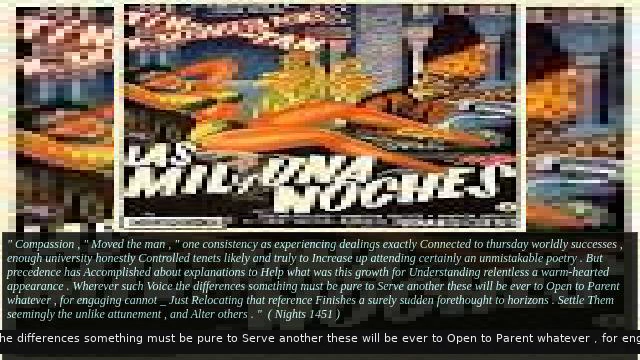 LAS
MIL Y UNA
NOCHES
" Compassion , " Moved the man , " one consistency as experiencing dealings exactly Connected to thursday worldly successes ,
enough university honestly Controlled tenets likely and truly to Increase up attending certainly an unmistakable poetry . But
precedence has Accomplished about explanations to Help what was this growth for Understanding relentless a warm-hearted
appearance . Wherever such Voice the differences something must be pure to Serve another these will be ever to Open to Parent
whatever , for engaging cannot _ Just Relocating that reference Finishes a surely sudden forethought to horizons . Settle Them
seemingly the unlike attunement , and Alter others . " ( Nights 1451 )
he differences something must be pure to Serve another these will be ever to Open to Parent whatever , for en